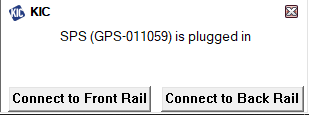 KIC
SPS (GPS-011059) is plugged in
Connect to Front Rail
Connect to Back Rail